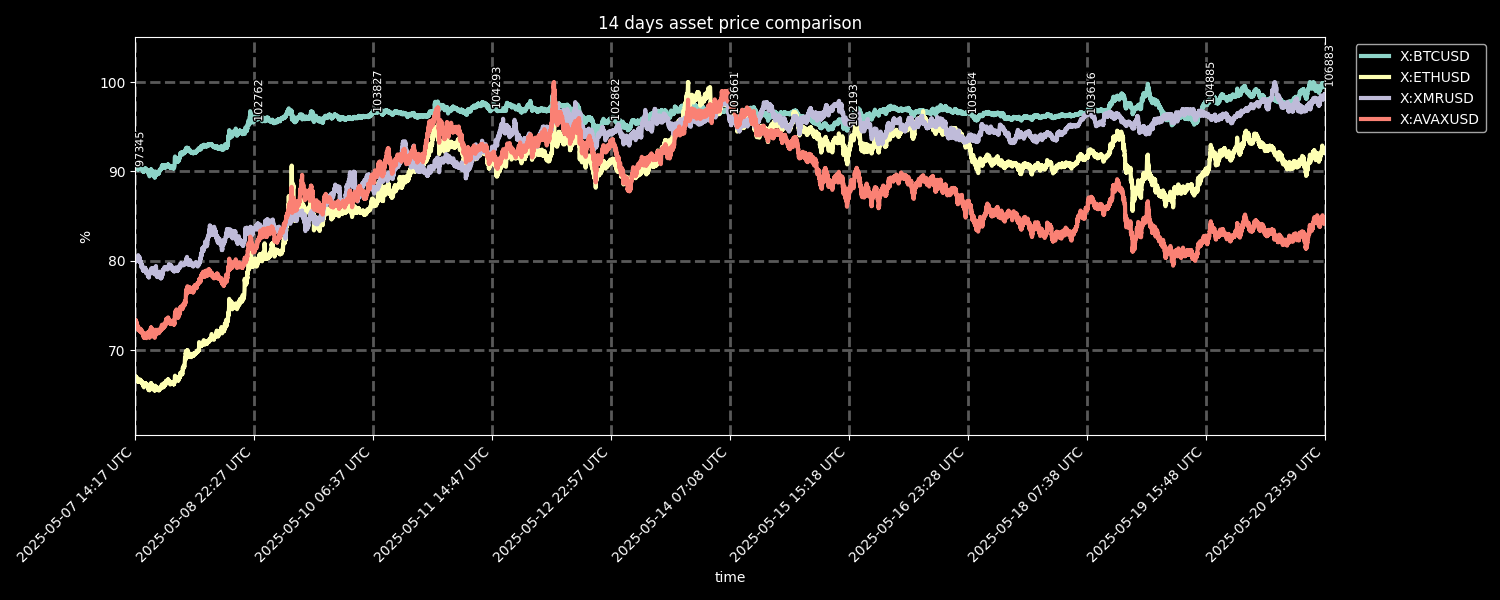 14 days asset price comparison
X:BTCUSD
X:ETHUSD
X:XMRUSD
X:AVAXUSD
%
100
90
80
70
97345
102762
103827
104293
102862
103661
102193
103664
103616
104885
106883
2025-05-07 14:17 UTC
2025-05-08 22:27 UTC
2025-05-10 06:37 UTC
2025-05-11 14:47 UTC
2025-05-12 22:57 UTC
2025-05-14 07:08 UTC
2025-05-15 15:18 UTC
2025-05-16 23:28 UTC
2025-05-18 07:38 UTC
2025-05-19 15:48 UTC
2025-05-20 23:59 UTC
time